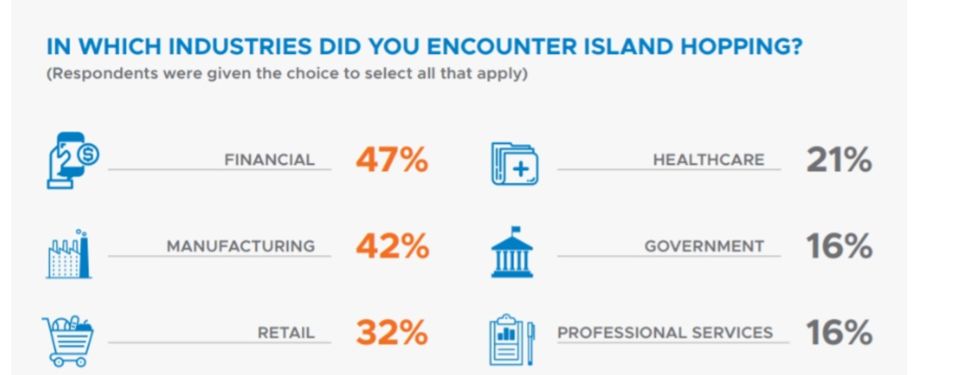 IN WHICH INDUSTRIES DID YOU ENCOUNTER ISLAND HOPPING?
(Respondents were given the choice to select all that apply)
$ FINANCIAL 47%
HEALTHCARE 21%
MANUFACTURING 42%
GOVERNMENT 16%
RETAIL 32%
PROFESSIONAL SERVICES 16%